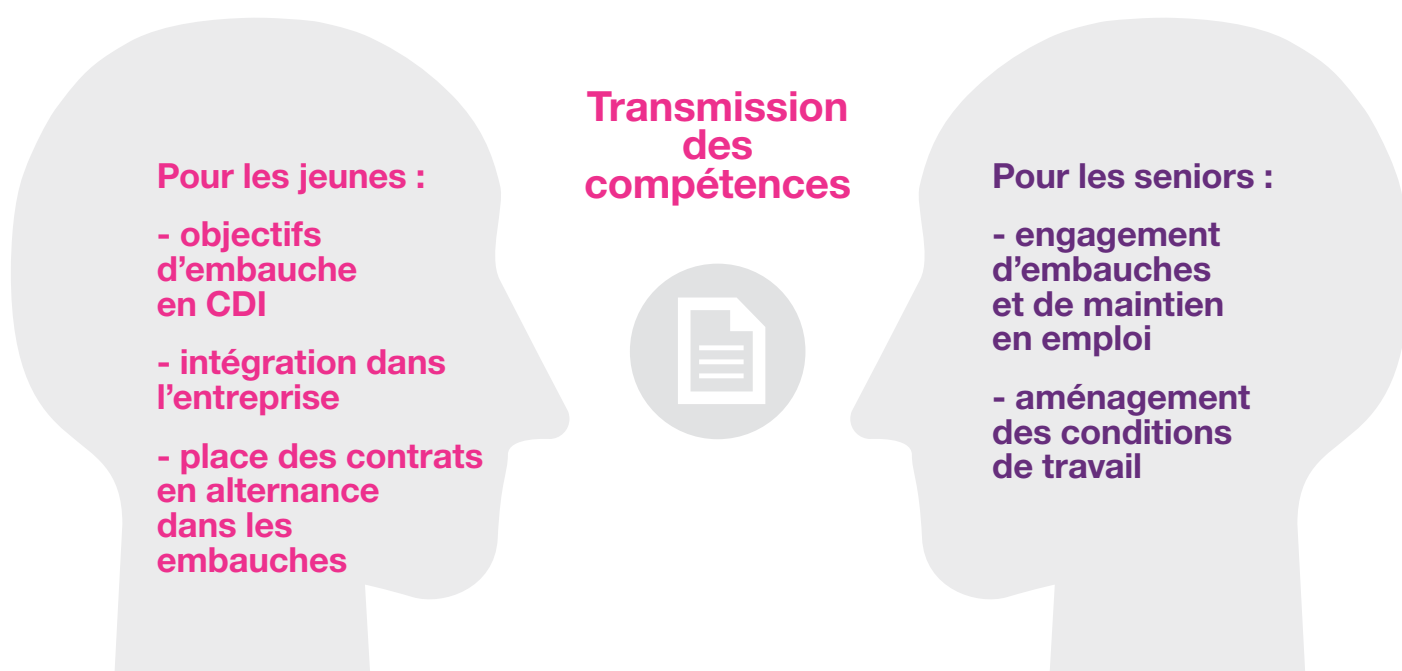 Transmission
des
compétences
Pour les jeunes :
- objectifs
d’embauche
en CDI
- intégration dans
l’entreprise
- place des contrats
en alternance
dans les
embauches
Pour les seniors :
- engagement
d’embauches
et de maintien
en emploi
- aménagement
des conditions
de travail